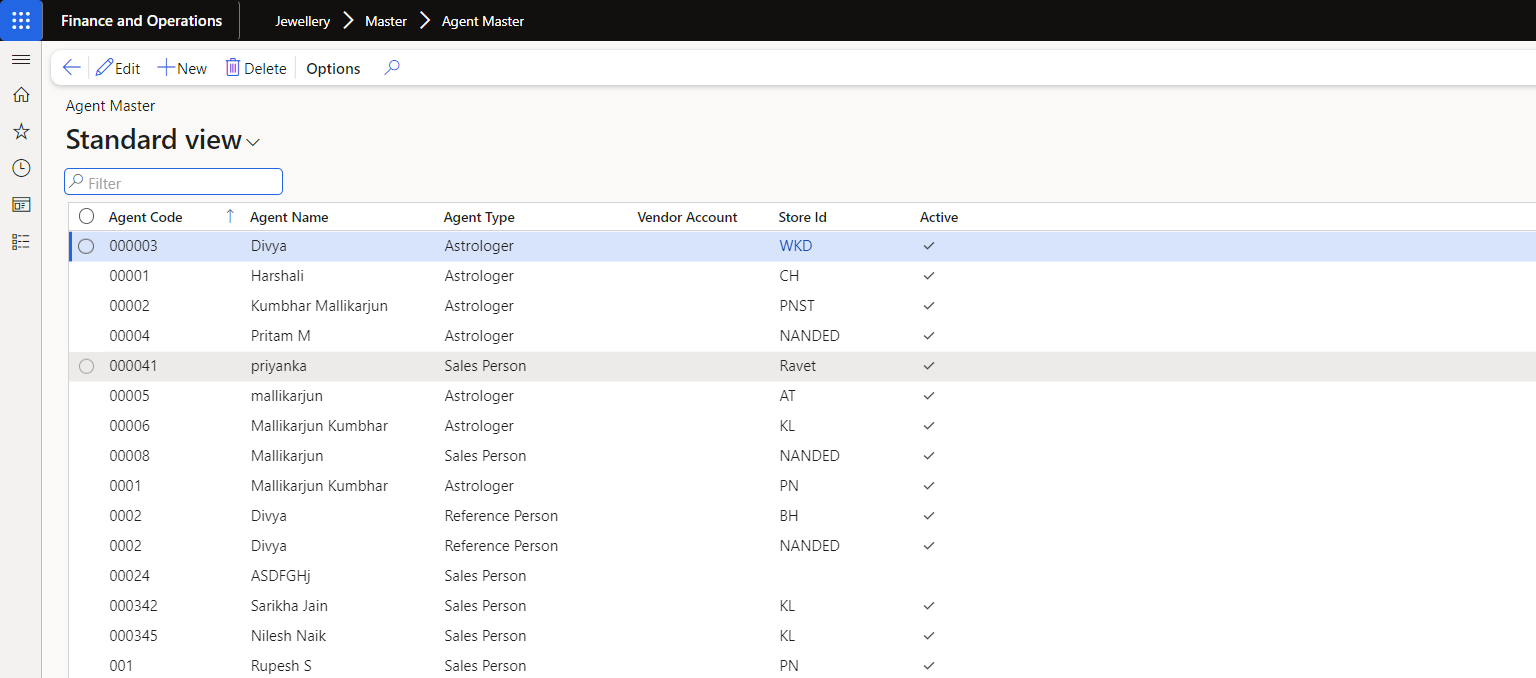 Finance and Operations Jewellery Master Agent Master
Edit New Delete Options
Agent Master
Standard view
Filter
Agent Code Agent Name Agent Type Vendor Account Store Id Active
000003 Divya Astrologer WKD
00001 Harshali Astrologer CH
00002 Kumbhar Mallikarjun Astrologer PNST
00004 Pritam M Astrologer NANDED
000041 priyanka Sales Person Ravet
00005 mallikarjun Astrologer AT
00006 Mallikarjun Kumbhar Astrologer KL
00008 Mallikarjun Sales Person NANDED
0001 Mallikarjun Kumbhar Astrologer PN
0002 Divya Reference Person BH
0002 Divya Reference Person NANDED
00024 ASDFGHj Sales Person
000342 Sarikha Jain Sales Person KL
000345 Nilesh Naik Sales Person KL
001 Rupesh S Sales Person PN